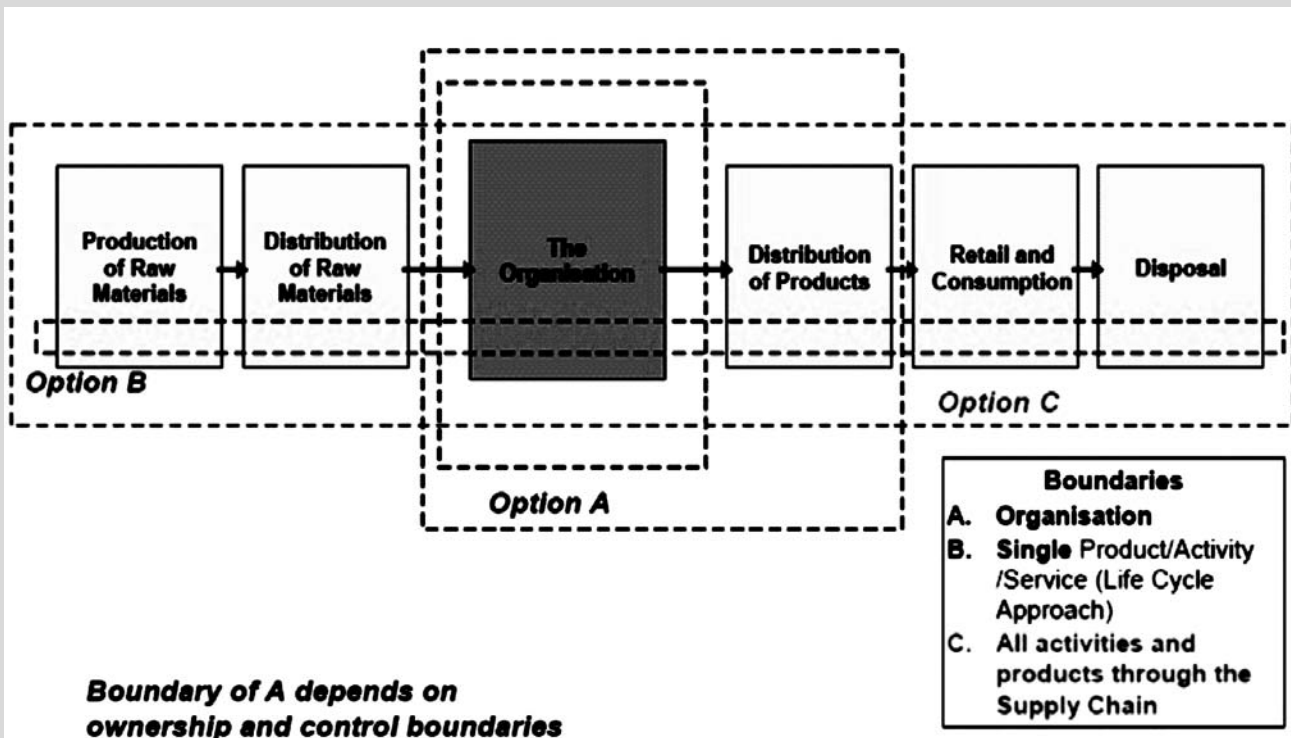 Production
of Raw
Materials
Distribution
of Raw
Materials
The
Organisation
Distribution
of Products
Retail and
Consumption
Disposal
Option B
Option C
Option A
Boundaries
A. Organisation
B. Single Product/Activity
/Service (Life Cycle
Approach)
C. All activities and
products through the
Supply Chain
Boundary of A depends on
ownership and control boundaries